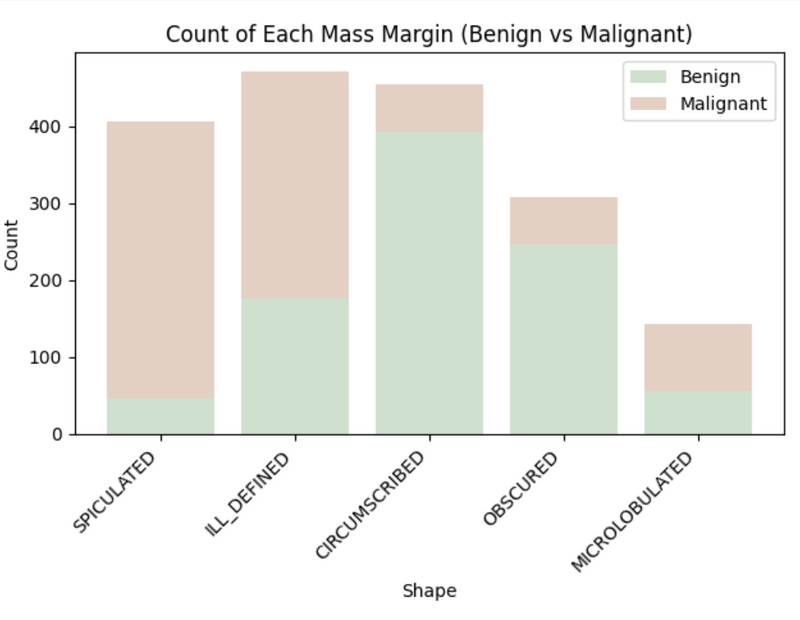 Count of Each Mass Margin (Benign vs Malignant)
Benign
Malignant
400
300
200
100
0
Count
SPICULATED
ILL_DEFINED
CIRCUMSCRIBED
OBSCURED
MICROLOBULATED
Shape